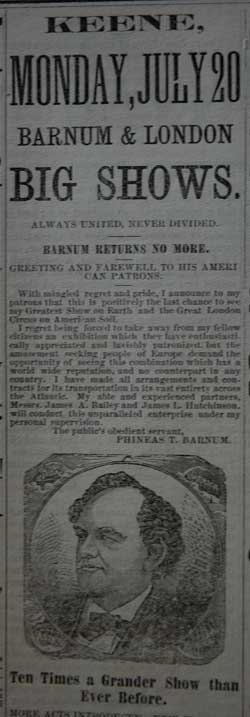 KEENE,
MONDAY, JULY 20
BARNUM & LONDON
BIG SHOWS.
ALWAYS UNITED, NEVER DIVIDED.
BARNUM RETURNS NO MORE.
GREETING AND FAREWELL TO HIS AMERI
CAN PATRONS.
With mingled regret and pride, I announce to my
patrons that this is positively the last chance to see
my Greatest Show on Earth and the Great London
Circus on American Soil.
I regret being forced to take away from my fellow
citizens an exhibition which they have enthusiasti-
cally appreciated and lavishly patronized, but the
amusement seeking people of Europe demand the
opportunity of seeing this combination which has a
world wide reputation, and no counterpart in any
country. I have made all arrangements and con-
tracts for its transportation in its vast entirety across
the Atlantic. My able and experienced partners,
Messrs. James A. Bailey and James L. Hutchinson,
will conduct this unparalleled enterprise under my
personal supervision.
The public's obedient servant,
PHINEAS T. BARNUM.
Ten Times a Grander Show than
Ever Before.
MORE ACTS